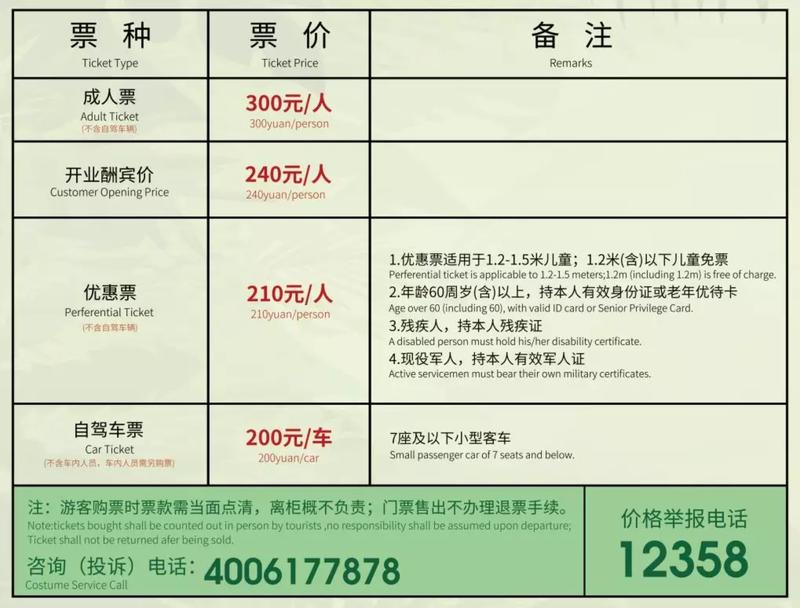 票 种
Ticket Type
票 价
Ticket Price
备 注
Remarks
成人票
Adult Ticket
(不含自驾车辆)
300元/人
300yuan/person
开业酬宾价
Customer Opening Price
240元/人
240yuan/person
优惠票
Perferential Ticket
(不含自驾车辆)
210元/人
210yuan/person
1.优惠票适用于1.2-1.5米儿童；1.2米(含)以下儿童免票
Perferential ticket is applicable to 1.2-1.5 meters;1.2m (including 1.2m) is free of charge.
2.年龄60周岁(含)以上，持本人有效身份证或老年优待卡
Age over 60 (including 60), with valid ID card or Senior Privilege Card.
3.残疾人，持本人残疾证
A disabled person must hold his/her disability certificate.
4.现役军人，持本人有效军人证
Active servicemen must bear their own military certificates.
自驾车票
Car Ticket
(不含车内人员，车内人员需另购票)
200元/车
200yuan/car
7座及以下小型客车
Small passenger car of 7 seats and below.
注：游客购票时票款需当面点清，离柜概不负责；门票售出不办理退票手续。
Note:tickets bought shall be counted out in person by tourists ,no responsibility shall be assumed upon departure;
Ticket shall not be returned afer being sold.
咨询（投诉）电话：4006177878
Costume Service Call
价格举报电话
12358